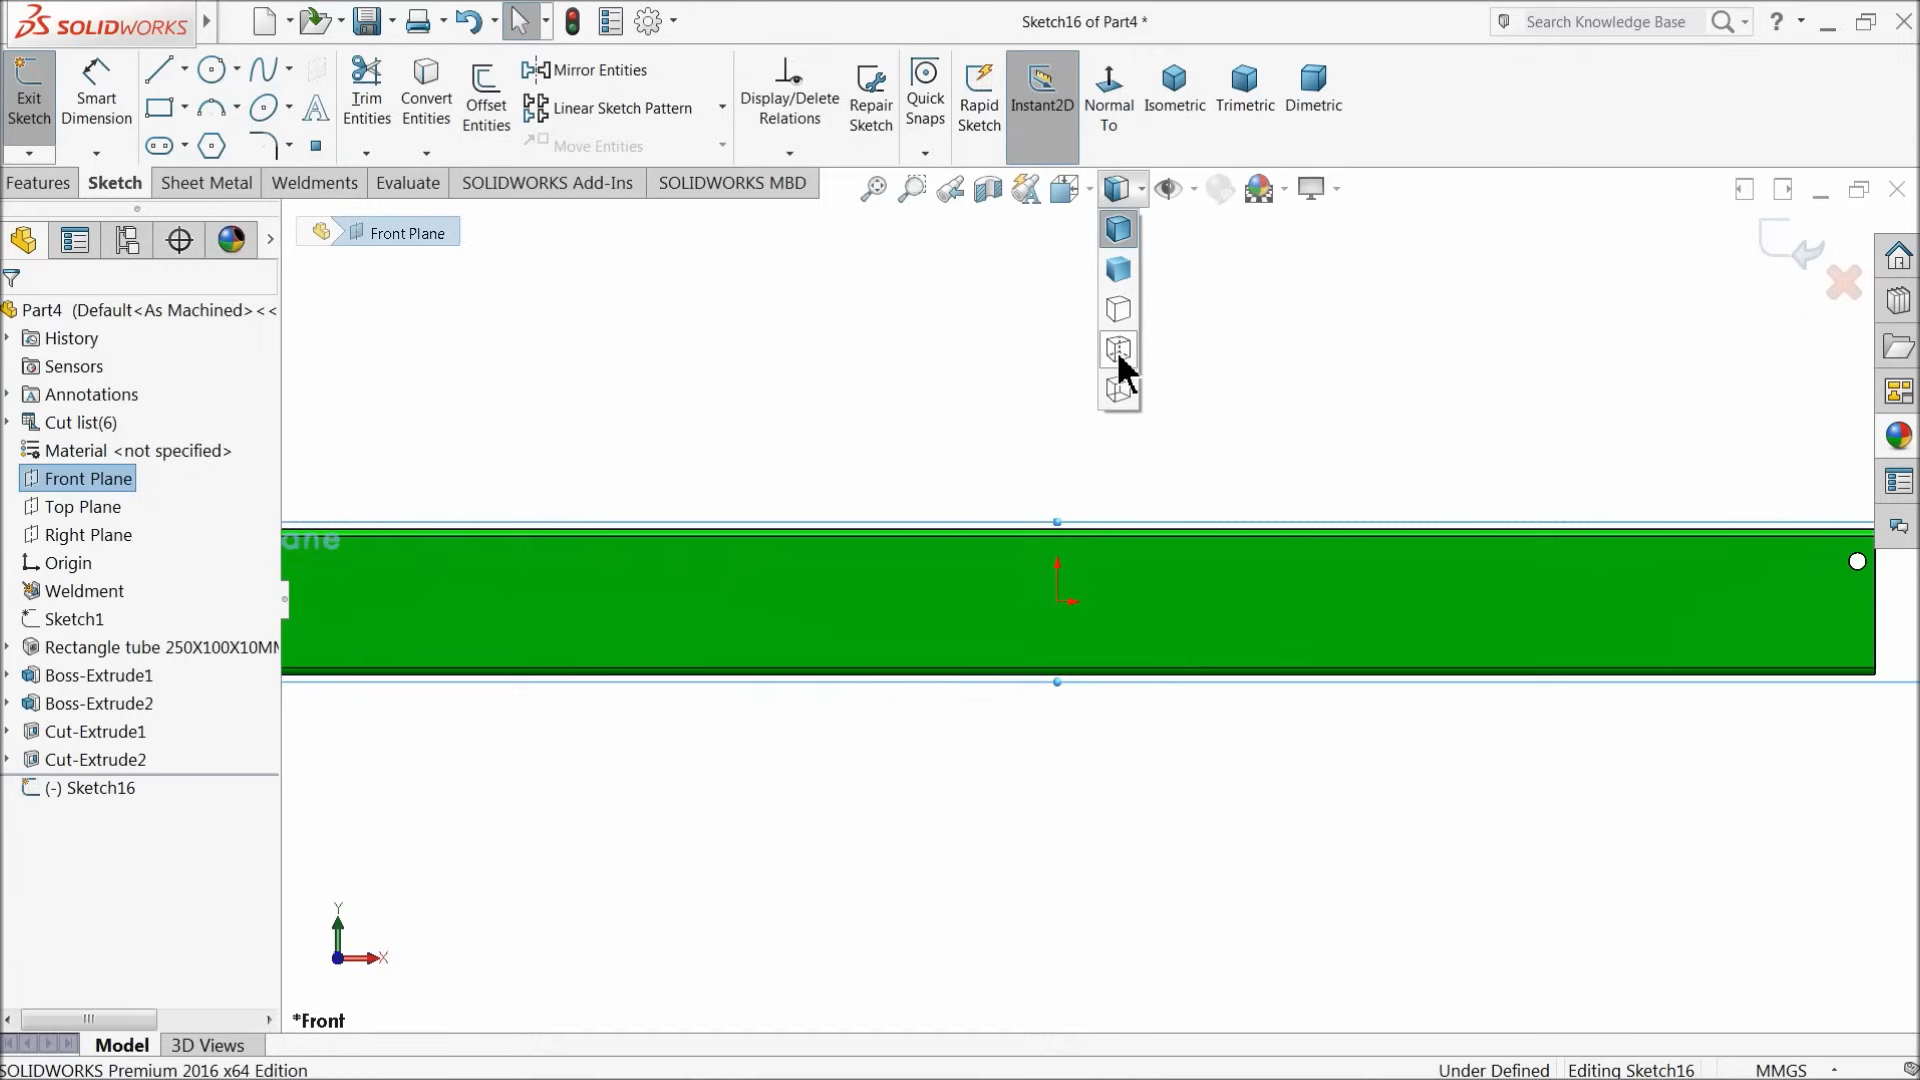 SOLIDWORKS
Sketch16 of Part4 *
Search Knowledge Base
?
Exit Sketch
Smart Dimension
Trim Entities
Convert Entities
Offset Entities
Mirror Entities
Linear Sketch Pattern
Move Entities
Display/Delete Relations
Repair Sketch
Quick Snaps
Rapid Sketch
Instant2D
Normal To
Isometric
Trimetric
Dimetric
Features
Sketch
Sheet Metal
Weldments
Evaluate
SOLIDWORKS Add-Ins
SOLIDWORKS MBD
Front Plane
Part4 (Default<As Machined><<
History
Sensors
Annotations
Cut list(6)
Material <not specified>
Front Plane
Top Plane
Right Plane
Origin
Weldment
Sketch1
Rectangle tube 250X100X10MM
Boss-Extrude1
Boss-Extrude2
Cut-Extrude1
Cut-Extrude2
(-) Sketch16
ane
Y
X
*Front
Model
3D Views
SOLIDWORKS Premium 2016 x64 Edition
Under Defined
Editing Sketch16
MMGS